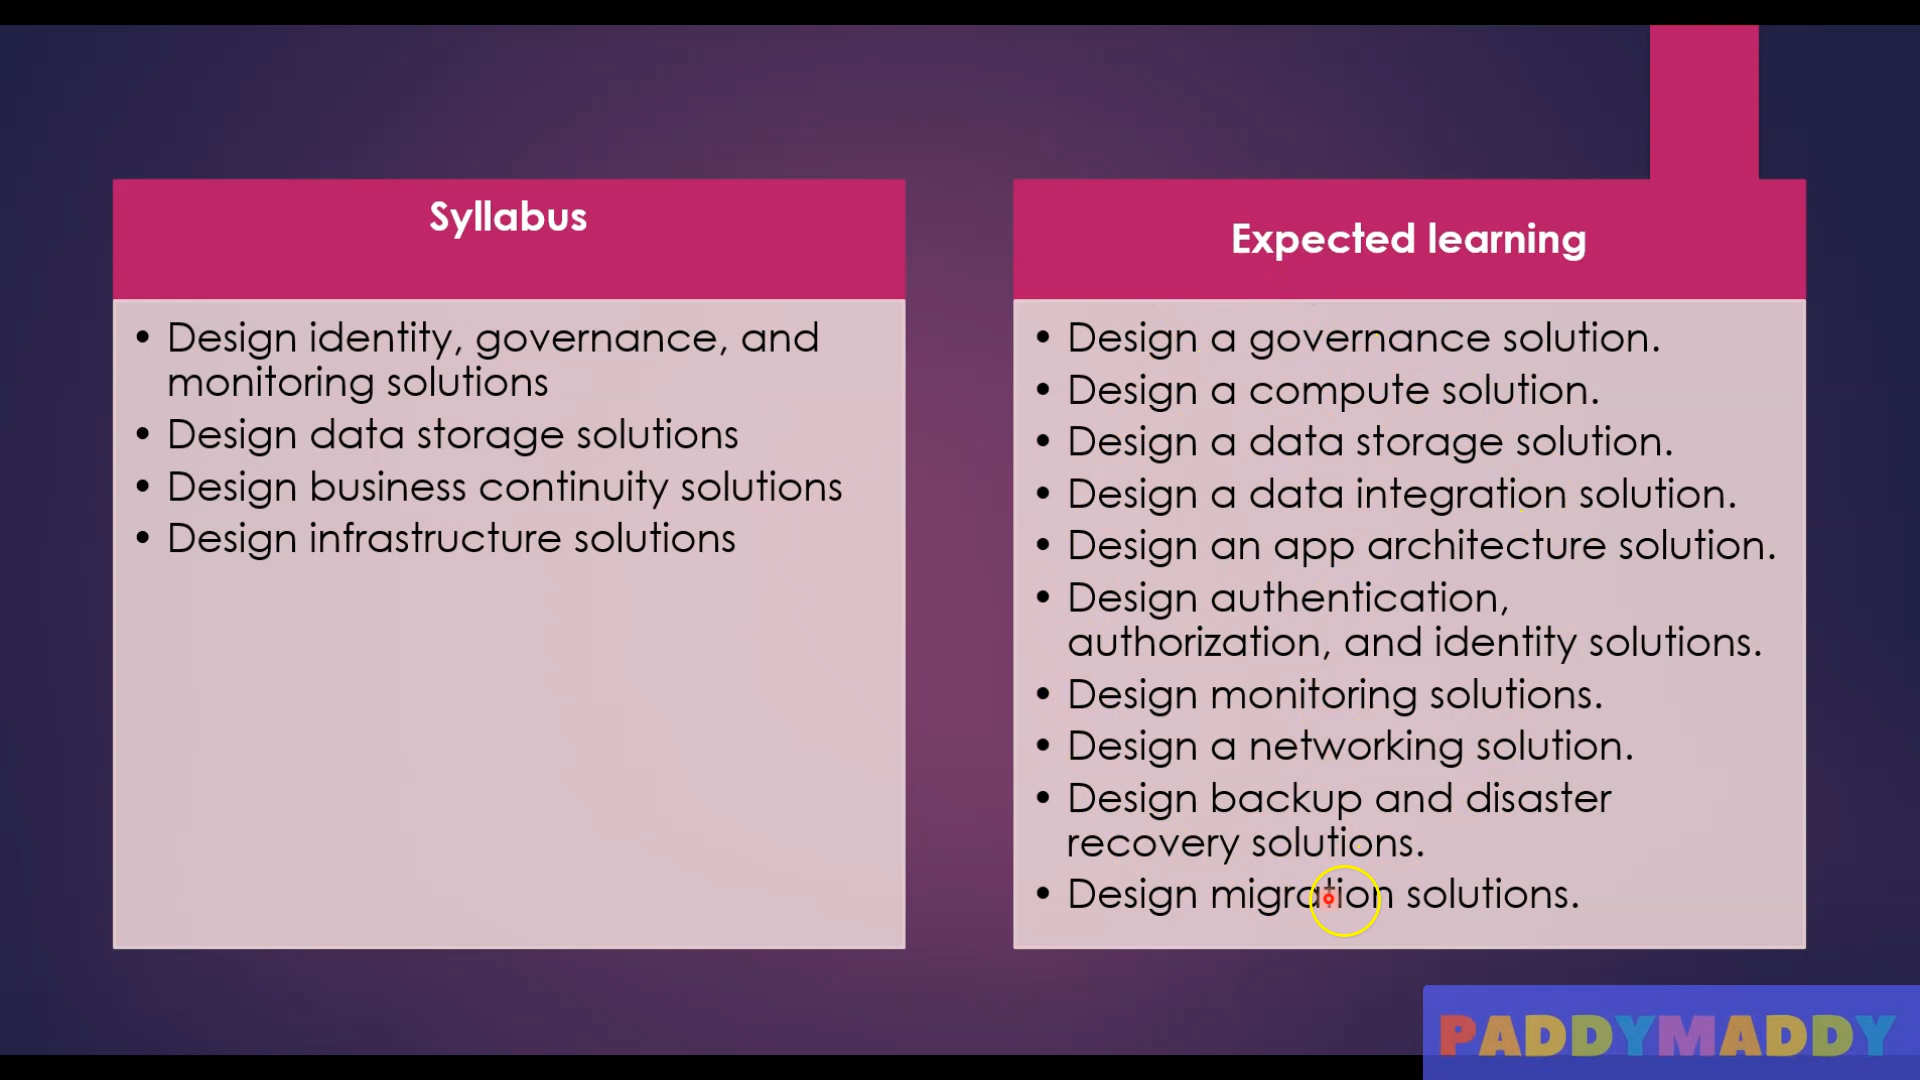 Syllabus
• Design identity, governance, and
monitoring solutions
• Design data storage solutions
• Design business continuity solutions
• Design infrastructure solutions
Expected learning
• Design a governance solution.
• Design a compute solution.
• Design a data storage solution.
• Design a data integration solution.
• Design an app architecture solution.
• Design authentication,
authorization, and identity solutions.
• Design monitoring solutions.
• Design a networking solution.
• Design backup and disaster
recovery solutions.
• Design migration solutions.
PADDYMADDY